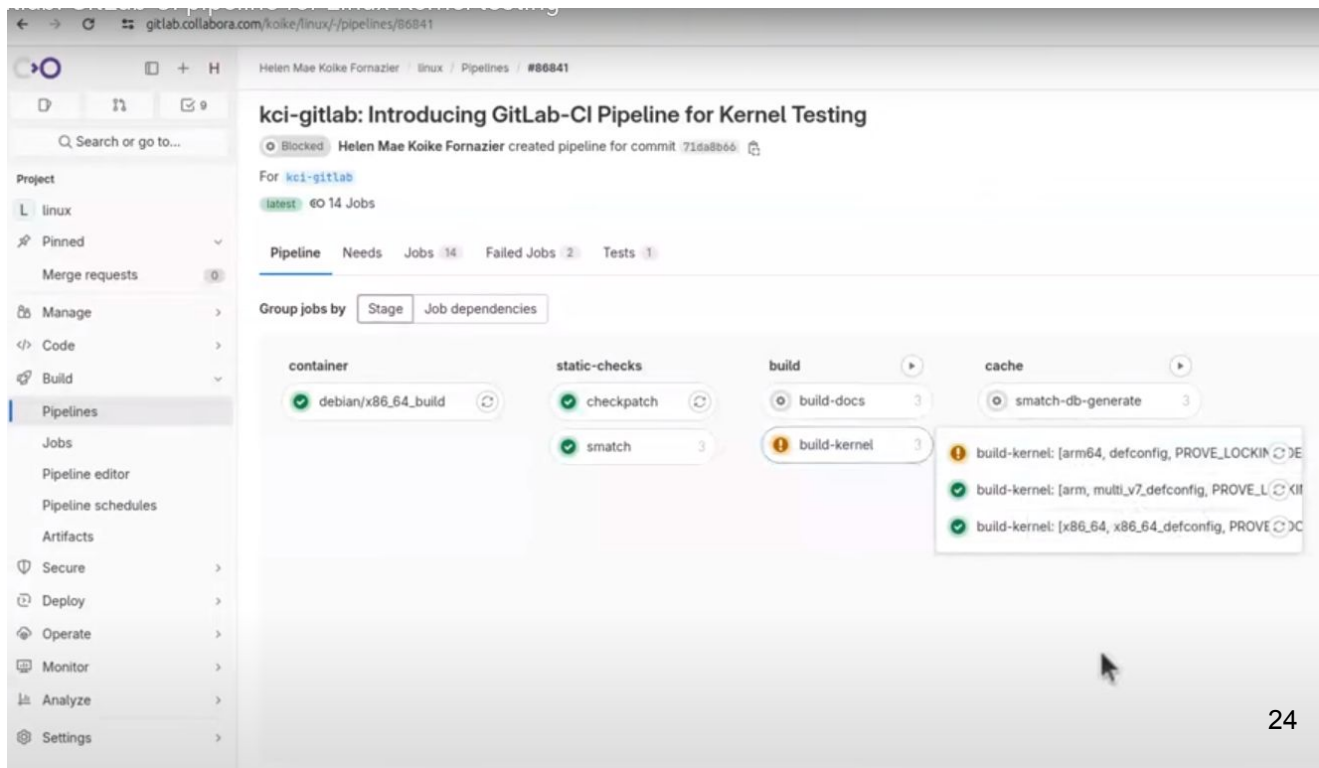 gitlab.collabora.com/koike/linux/-/pipelines/86841
H
9
Search or go to...
Project
L linux
Pinned
Merge requests 0
Manage
Code
Build
Pipelines
Jobs
Pipeline editor
Pipeline schedules
Artifacts
Secure
Deploy
Operate
Monitor
Analyze
Settings
Helen Mae Koike Fornazier / linux / Pipelines / #86841
kci-gitlab: Introducing GitLab-CI Pipeline for Kernel Testing
Blocked Helen Mae Koike Fornazier created pipeline for commit 71da8b66
For kci-gitlab
latest 14 Jobs
Pipeline Needs Jobs 14 Failed Jobs 2 Tests 1
Group jobs by Stage Job dependencies
container
debian/x86_64_build
static-checks
checkpatch
smatch 3
build
build-docs 3
build-kernel 3
cache
smatch-db-generate 3
build-kernel: [arm64, defconfig,
build-kernel: [arm, multi_v7_defconfig,
build-kernel: [x86_64, x86_64_defconfig,
24